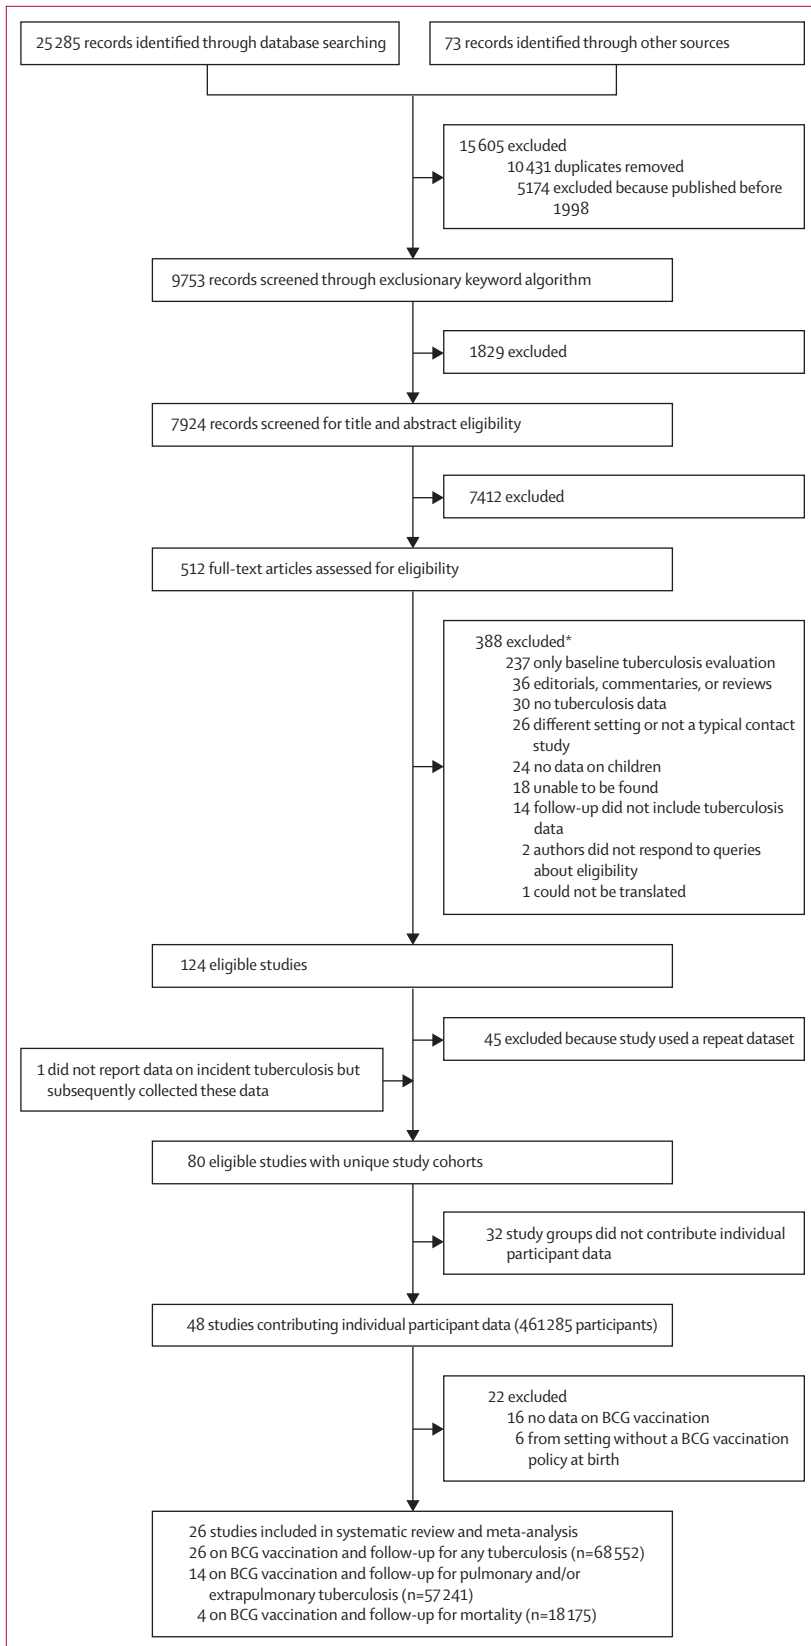 25 285 records identified through database searching
73 records identified through other sources
15 605 excluded
10 431 duplicates removed
5174 excluded because published before
1998
9753 records screened through exclusionary keyword algorithm
1829 excluded
7924 records screened for title and abstract eligibility
7412 excluded
512 full-text articles assessed for eligibility
388 excluded*
237 only baseline tuberculosis evaluation
36 editorials, commentaries, or reviews
30 no tuberculosis data
26 different setting or not a typical contact
study
24 no data on children
18 unable to be found
14 follow-up did not include tuberculosis
data
2 authors did not respond to queries
about eligibility
1 could not be translated
124 eligible studies
45 excluded because study used a repeat dataset
1 did not report data on incident tuberculosis but
subsequently collected these data
80 eligible studies with unique study cohorts
32 study groups did not contribute individual
participant data
48 studies contributing individual participant data (461 285 participants)
22 excluded
16 no data on BCG vaccination
6 from setting without a BCG vaccination
policy at birth
26 studies included in systematic review and meta-analysis
26 on BCG vaccination and follow-up for any tuberculosis (n=68 552)
14 on BCG vaccination and follow-up for pulmonary and/or
extrapulmonary tuberculosis (n=57 241)
4 on BCG vaccination and follow-up for mortality (n=18 175)